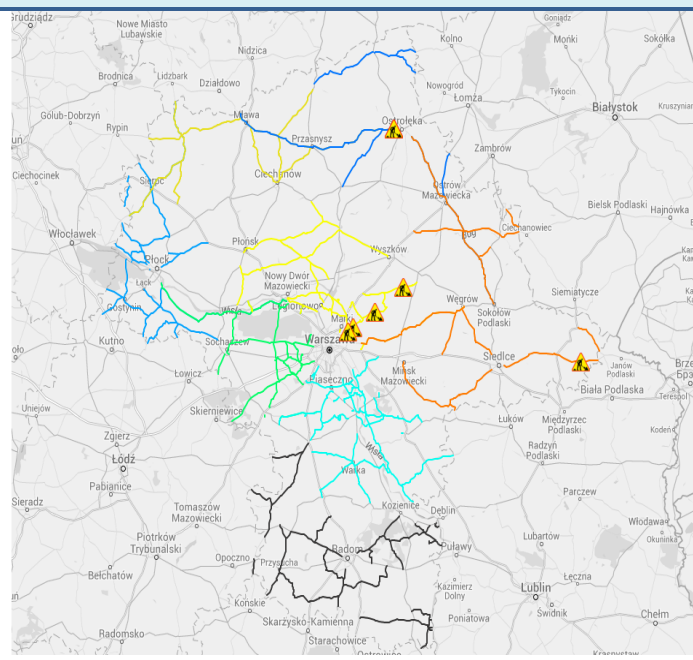 Grudziądz
Nowe Miasto
Lubawskie
Nidzica
Kolno
Goniądz
Mońki
Sokółka
Brodnica
Lidzbark
Działdowo
Nowogród
Łomża
Tykocin
Białystok
Golub-Dobrzyń
Rypin
Mława
Przasnysz
Ostrołęka
Zambrów
Ciechocinek
Sierpc
Ciechanów
Ostrów
Mazowiecka
Bielsk Podlaski
Hajnówka
Włocławek
Płock
Płońsk
Ciechanowiec
Wyszków
Łąck
Nowy Dwór
Mazowiecki
Siemiatycze
Gostynin
Wisła
Węgrów
Sokołów
Podlaski
Kutno
Sochaczew
Siedlce
Janów
Podlaski
Łowicz
Piaseczno
Mińsk
Mazowiecki
Biała Podlaska
Terespol
Uniejów
Skierniewice
Łuków
Międzyrzec
Podlaski
Zgierz
Wisła
Radzyń
Podlaski
Łódź
Warka
Pabianice
Parczew
Sieradz
Tomaszów
Mazowiecki
Kozienice
Dęblin
Włodawa
Okuninka
Piotrków
Trybunalski
Opoczno
Przysucha
Radom
Puławy
Lubartów
Bełchatów
Kazimierz
Dolny
Lublin
Łęczna
Końskie
Poniatowa
Świdnik
Chełm
Radomsko
Skarżysko-Kamienna
Starachowice